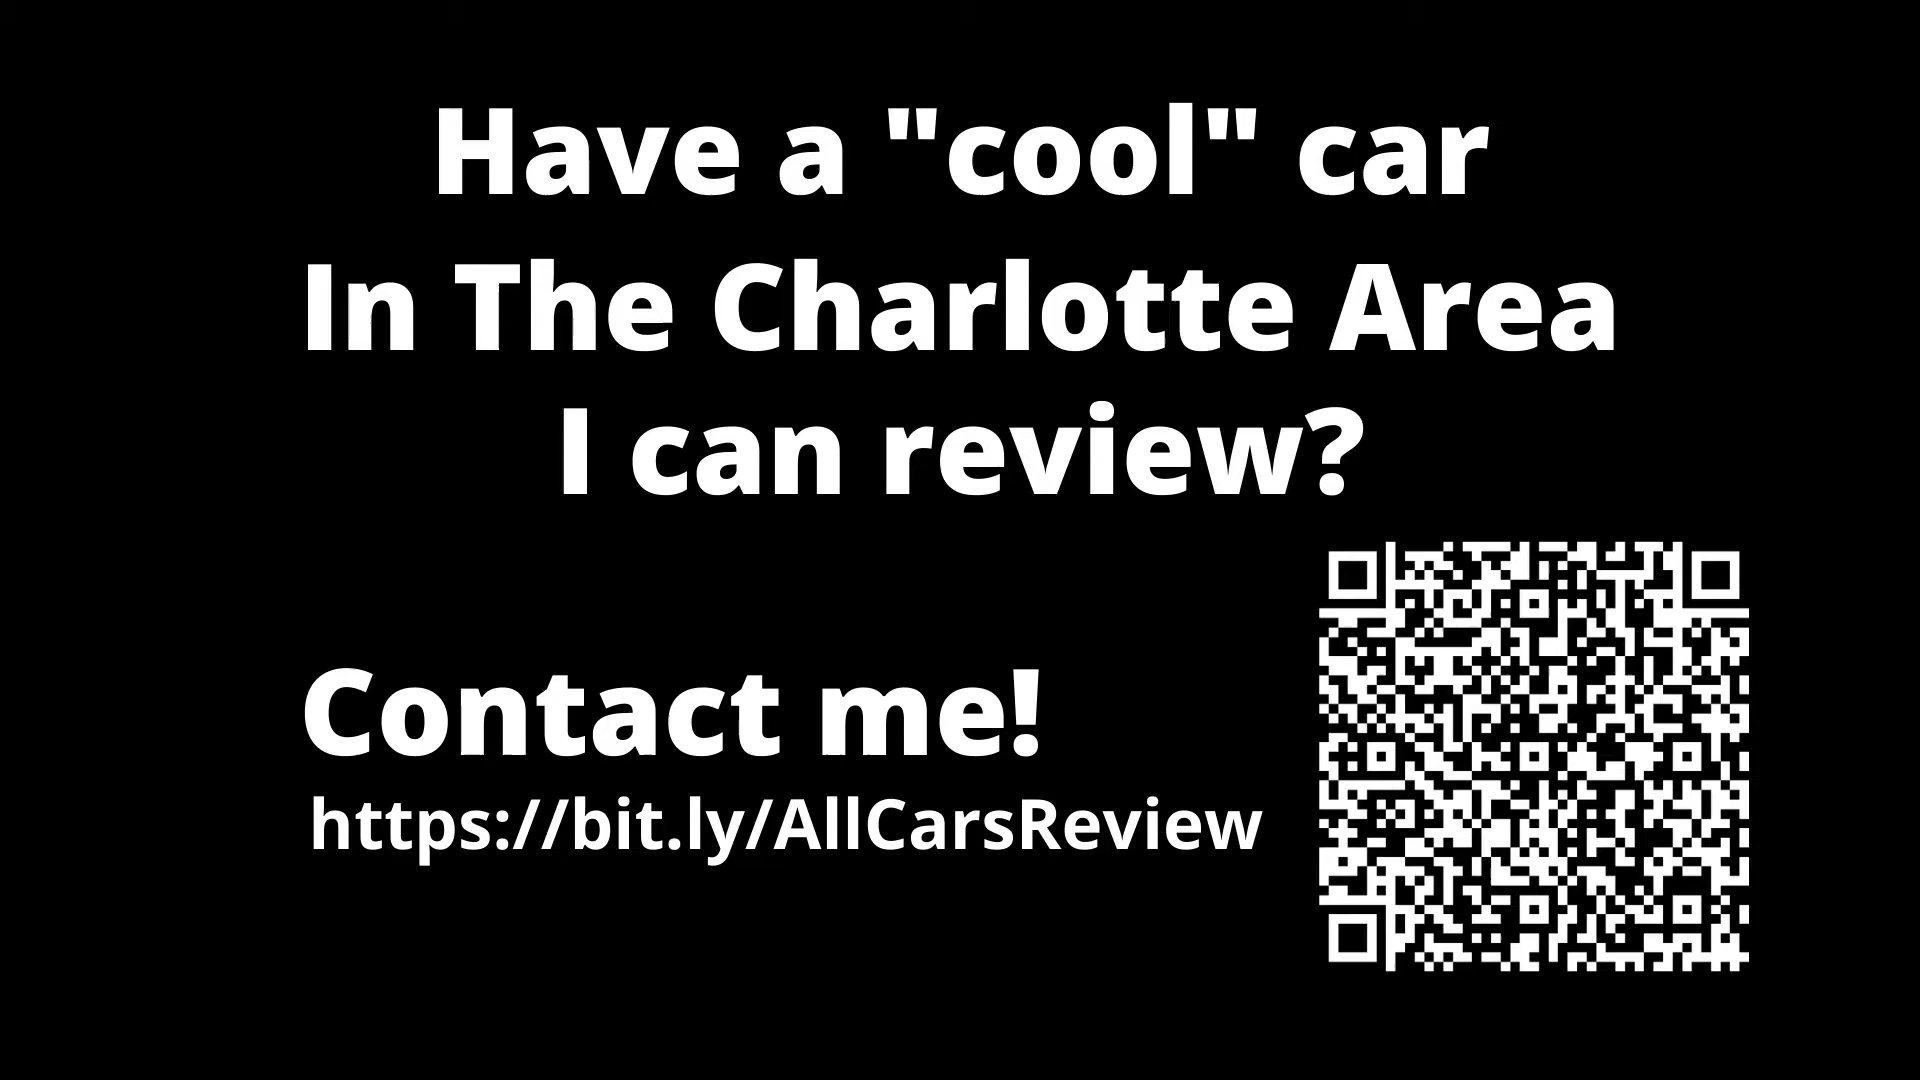 Have a "cool" car
In The Charlotte Area
I can review?
Contact me!
https://bit.ly/AllCarsReview